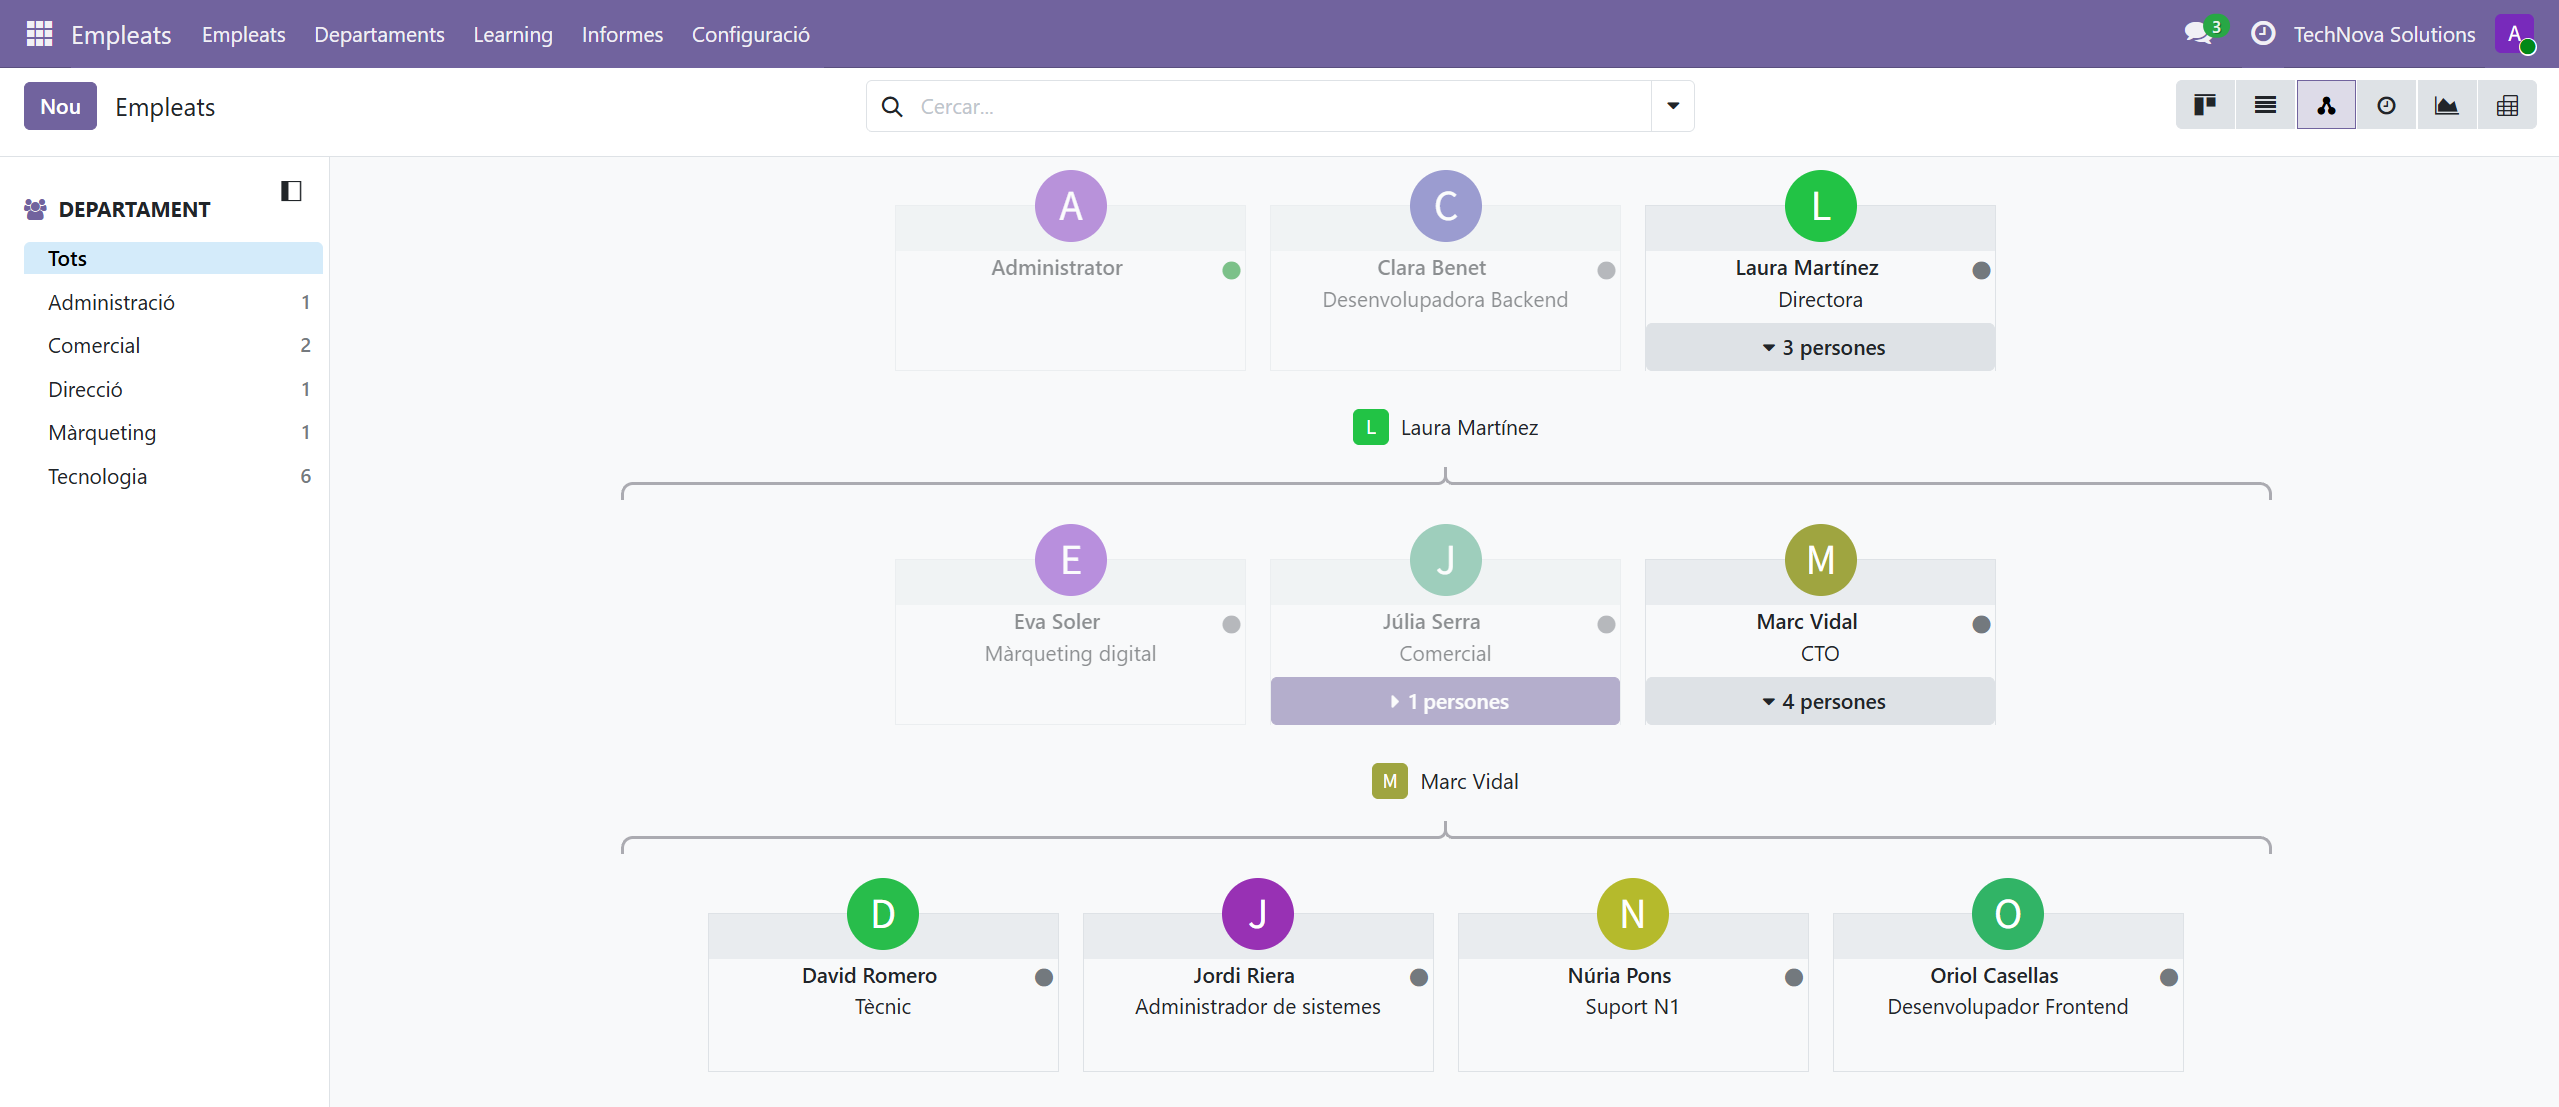 Empleats Empleats Departaments Learning Informes Configuració 3 TechNova Solutions A
Nou Empleats Cercar...
DEPARTAMENT
Tots
Administració 1
Comercial 2
Direcció 1
Màrqueting 1
Tecnologia 6
A
Administrator
C
Clara Benet
Desenvolupadora Backend
L
Laura Martínez
Directora
3 persones
L Laura Martínez
E
Eva Soler
Màrqueting digital
J
Júlia Serra
Comercial
1 persones
M
Marc Vidal
CTO
4 persones
M Marc Vidal
D
David Romero
Tècnic
J
Jordi Riera
Administrador de sistemes
N
Núria Pons
Suport N1
O
Oriol Casellas
Desenvolupador Frontend